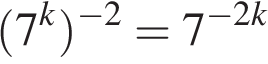 (7^k)^{-2} = 7^{-2k}